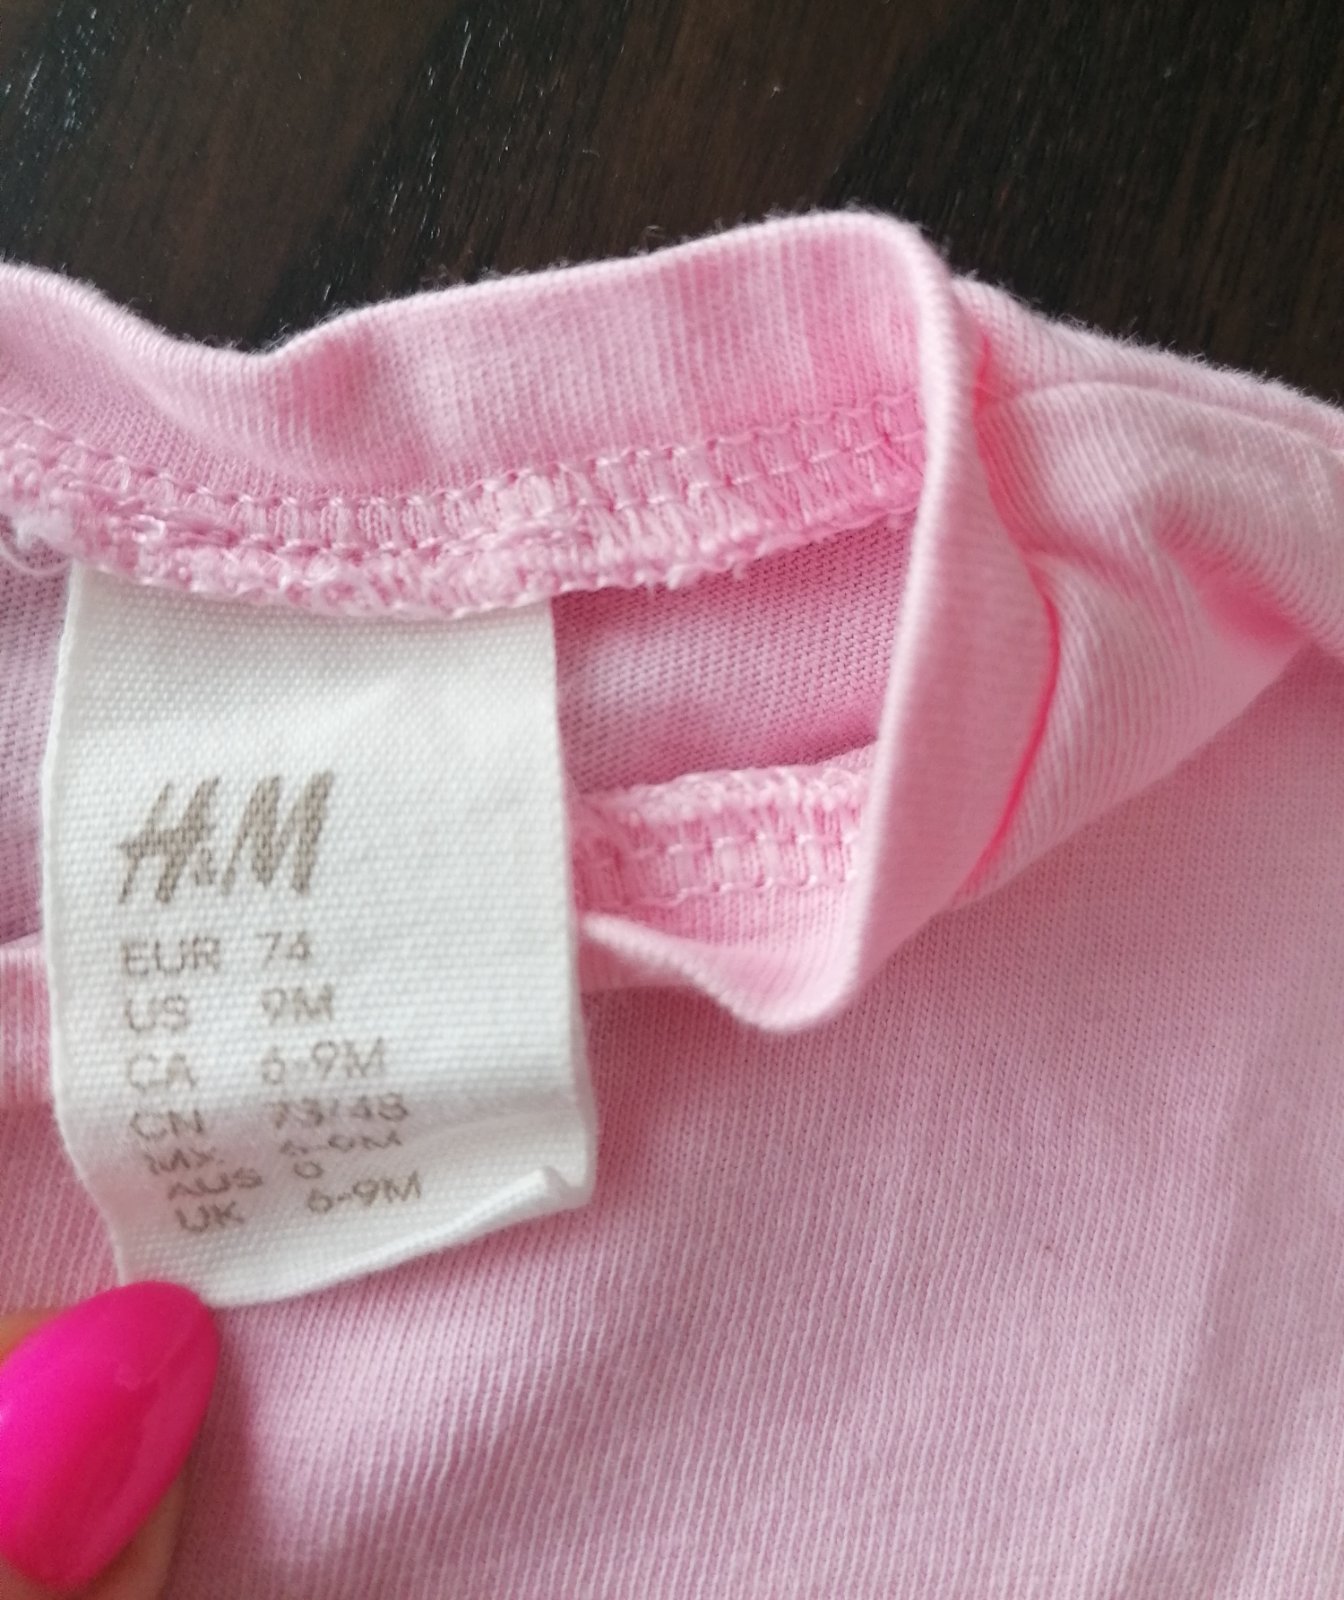 H&M
EUR 74
US 9M
CA 6-9M
CN 73/48
MX 6-9M
AUS 0
UK 6-9M